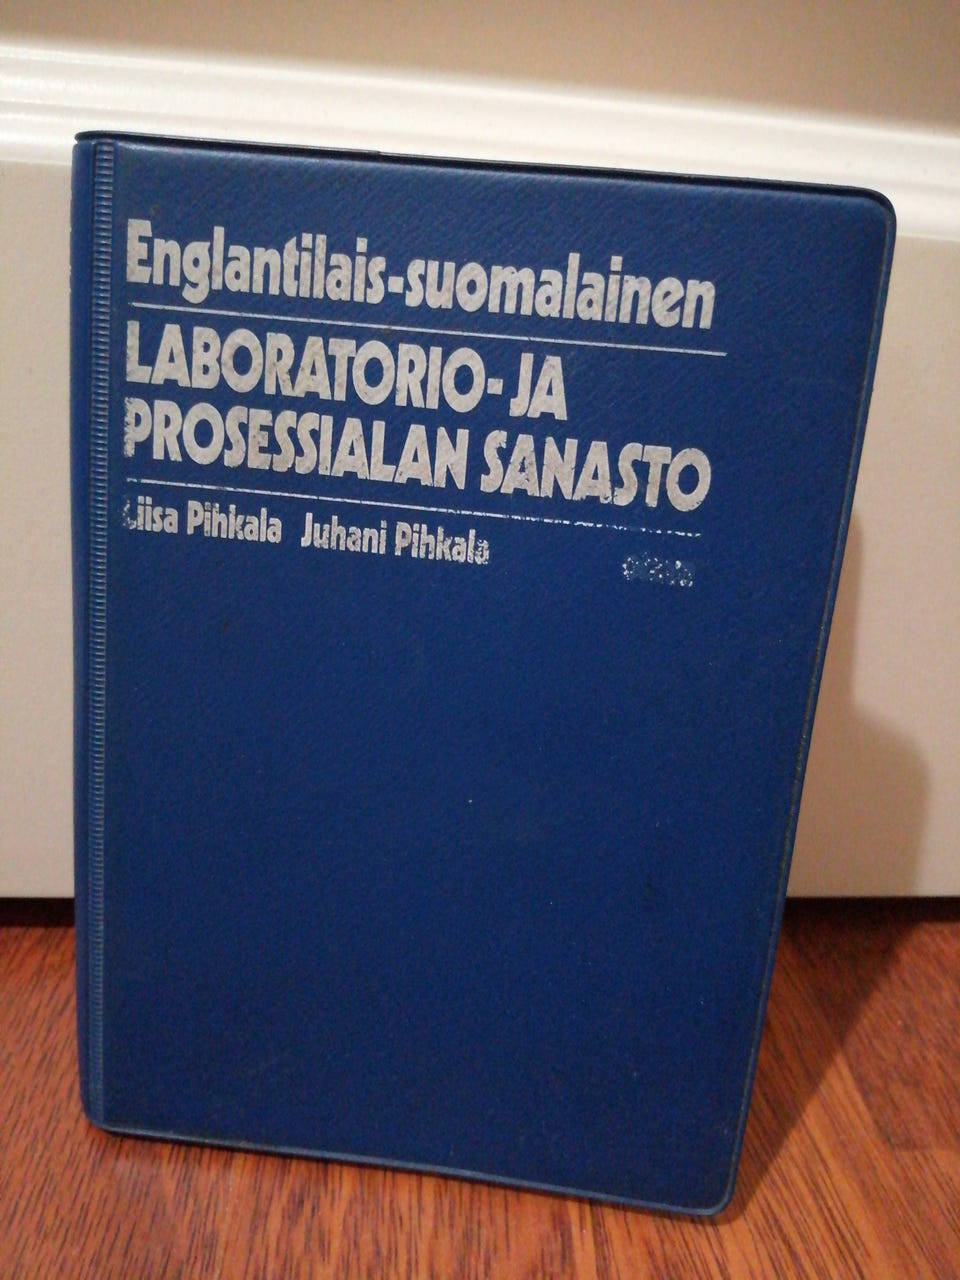 Englantilais-suomalainen
LABORATORIO- JA
PROSESSIALAN SANASTO
Liisa Pihkala Juhani Pihkala